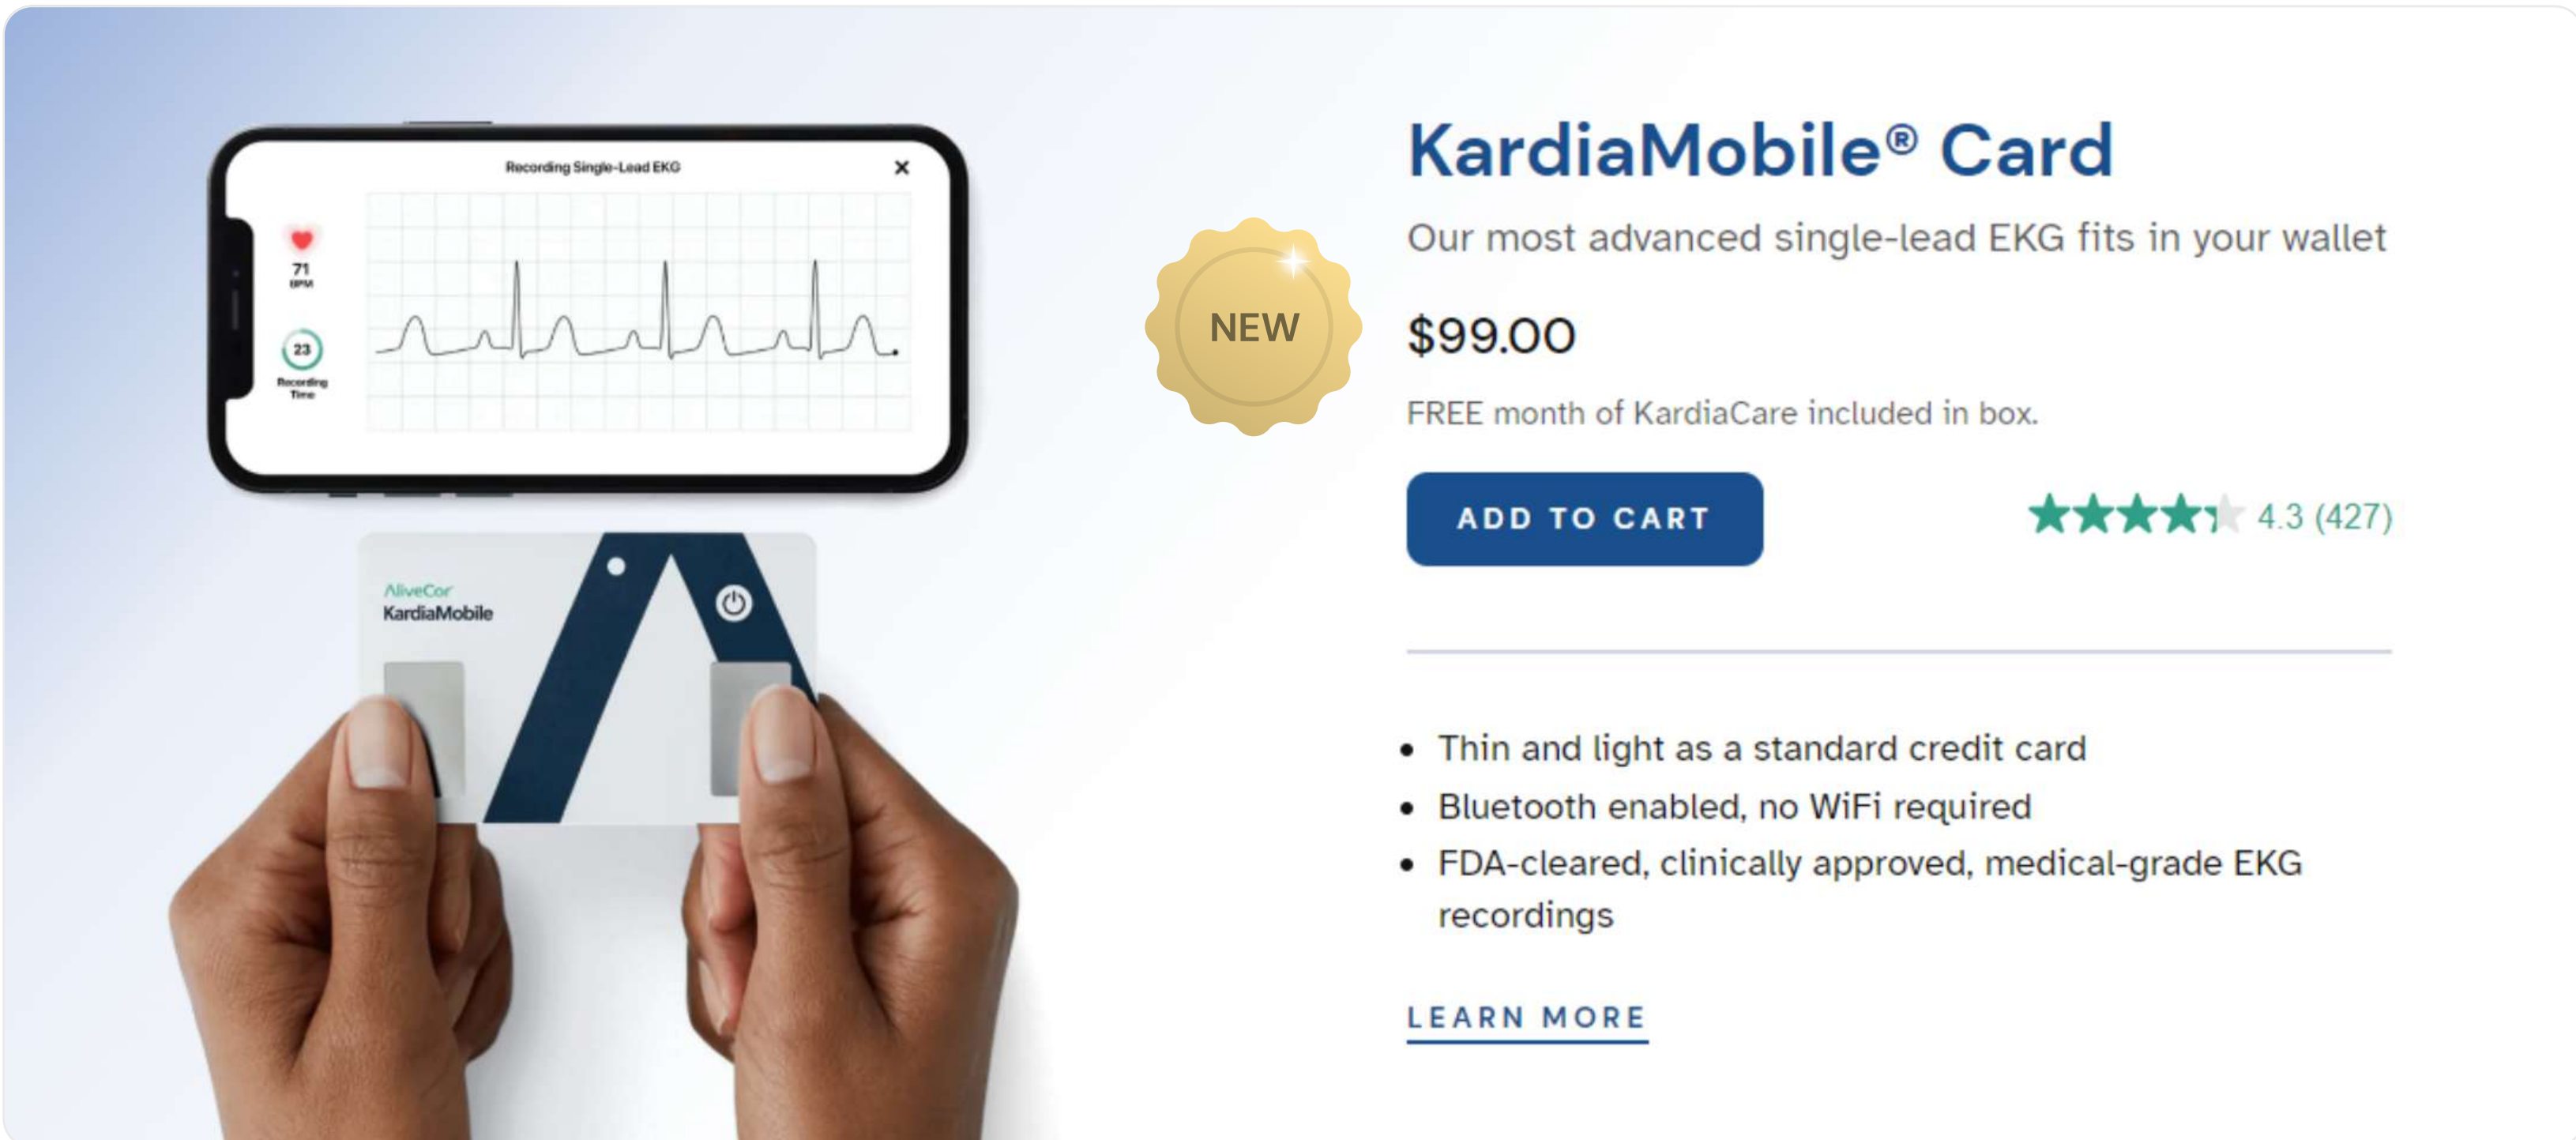 Recording Single-Lead EKG
71
BPM
23
Recording
Time
AliveCor
KardiaMobile
NEW
KardiaMobile® Card
Our most advanced single-lead EKG fits in your wallet
$99.00
FREE month of KardiaCare included in box.
ADD TO CART
4.3 (427)
• Thin and light as a standard credit card
• Bluetooth enabled, no WiFi required
• FDA-cleared, clinically approved, medical-grade EKG
recordings
LEARN MORE